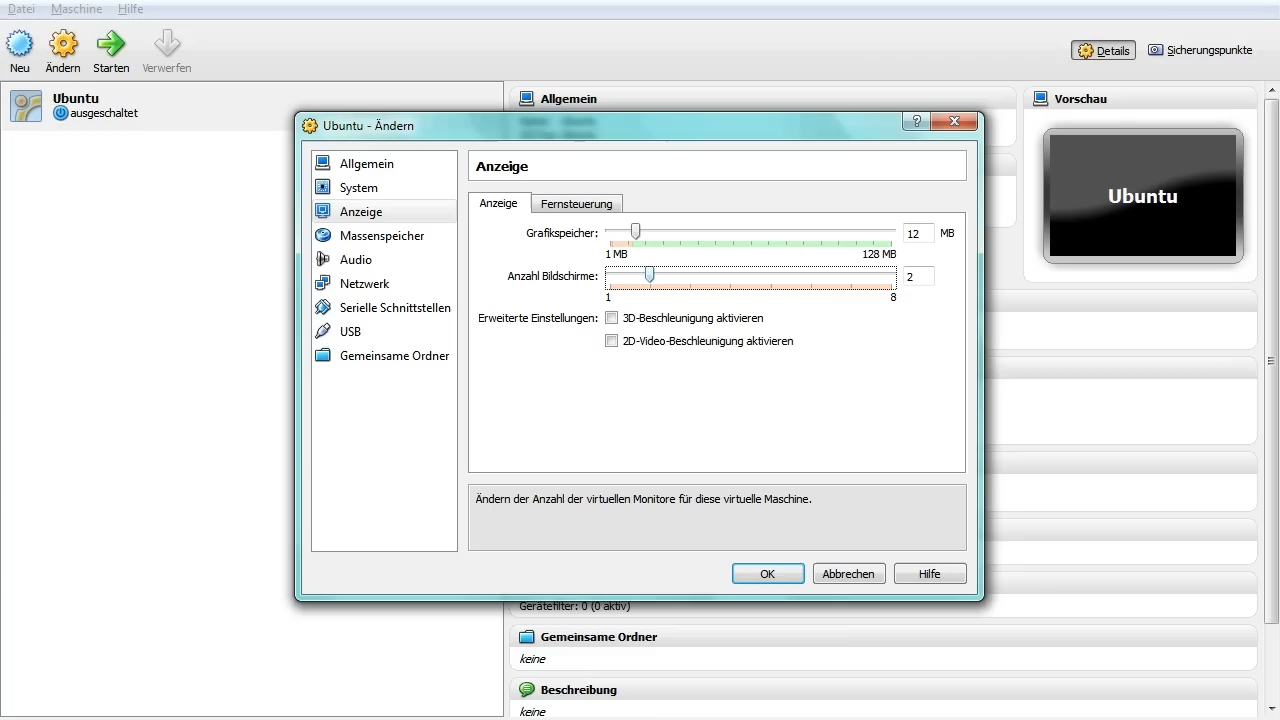 Datei Maschine Hilfe
Neu Ändern Starten Verwerfen
Details Sicherungspunkte
Ubuntu
ausgeschaltet
Allgemein
Vorschau
Ubuntu
Ubuntu - Ändern
Allgemein
System
Anzeige
Massenspeicher
Audio
Netzwerk
Serielle Schnittstellen
USB
Gemeinsame Ordner
Anzeige
Anzeige Fernsteuerung
Grafikspeicher: 12 MB
1 MB 128 MB
Anzahl Bildschirme: 2
1 8
Erweiterte Einstellungen: 3D-Beschleunigung aktivieren
2D-Video-Beschleunigung aktivieren
Ändern der Anzahl der virtuellen Monitore für diese virtuelle Maschine.
OK Abbrechen Hilfe
Gerätefilter: 0 (0 aktiv)
Gemeinsame Ordner
keine
Beschreibung
keine